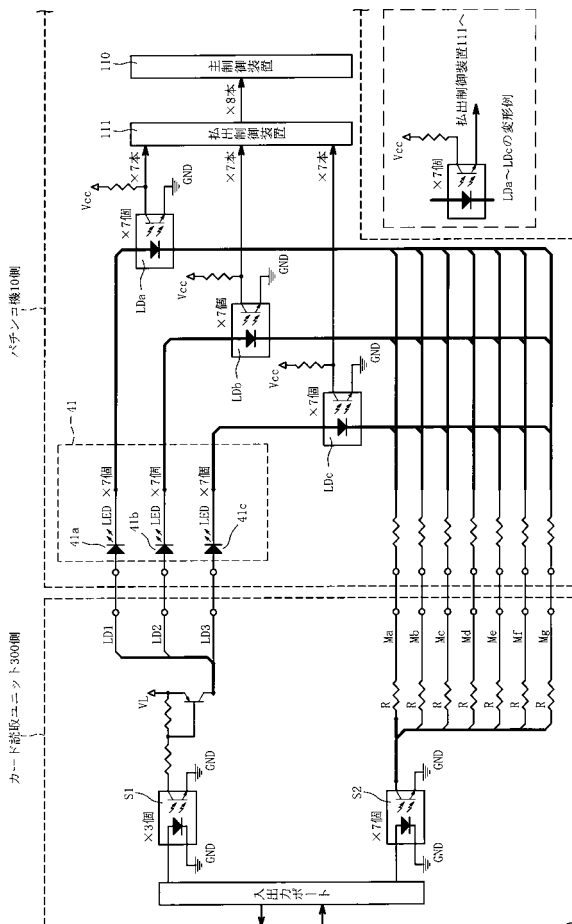 カード読取ユニット300側
パチンコ機10側
入出力ポート
S1
×3個
GND
GND
VL
S2
×7個
GND
GND
LD1
LD2
LD3
R
R
R
R
R
R
R
Ma
Mb
Mc
Md
Me
Mf
Mg
41
41a
LED
×7個
41b
LED
×7個
LED
×7個
41c
Vcc
×7個
GND
LDa
Vcc
×7個
GND
LDb
Vcc
×7個
GND
LDc
×7本
×7本
×7本
111
払出制御装置
×8本
110
主制御装置
Vcc
×7個
払出制御装置111へ
LDa～LDcの変形例